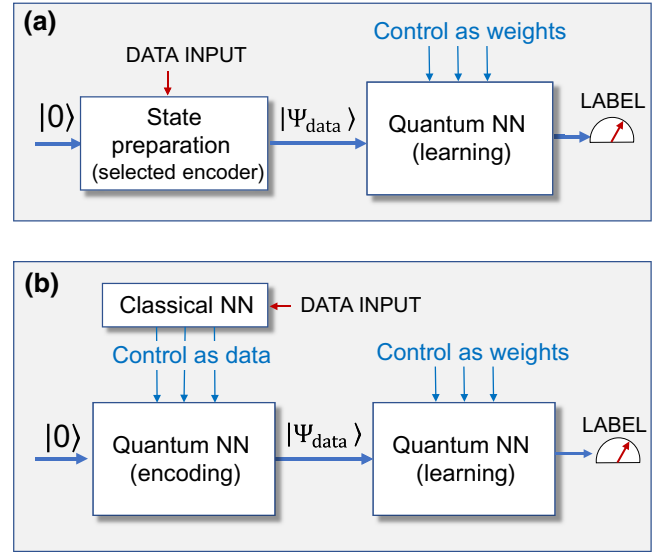 (a)
Control as weights
DATA INPUT
LABEL
|0⟩
State
preparation
(selected encoder)
|Ψdata⟩
Quantum NN
(learning)
(b)
Classical NN
DATA INPUT
Control as data
Control as weights
LABEL
|0⟩
Quantum NN
(encoding)
|Ψdata⟩
Quantum NN
(learning)